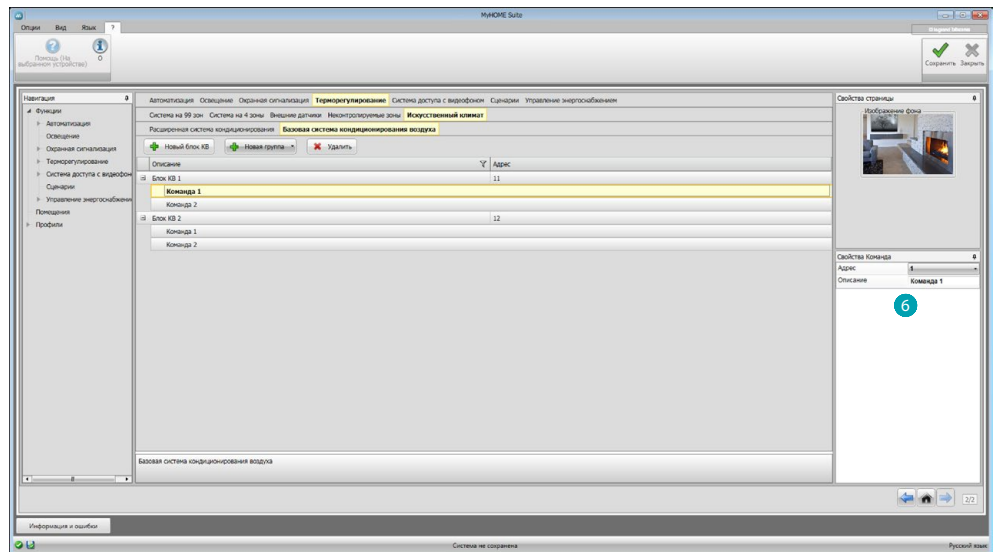 MyHOME Suite
Опции Вид Язык ?
Помощь (На выбранном устройстве)
О
Сохранить Закрыть
Навигация
Функции
Автоматизация
Освещение
Охранная сигнализация
Терморегулирование
Система доступа с видеофон
Сценарии
Управление энергоснабжени
Помещения
Профили
Автоматизация Освещение Охранная сигнализация Терморегулирование Система доступа с видеофоном Сценарии Управление энергоснабжением
Система на 99 зон Система на 4 зоны Внешние датчики Неконтролируемые зоны Искусственный климат
Расширенная система кондиционирования Базовая система кондиционирования воздуха
Новый блок КВ Новая группа Удалить
Описание Адрес
Блок КВ 1 11
Команда 1
Команда 2
Блок КВ 2 12
Команда 1
Команда 2
Базовая система кондиционирования воздуха
Свойства страницы
Изображение фона
Свойства Команда
Адрес 1
Описание Команда 1
6
2/2
Информация и ошибки
Система не сохранена
Русский язык